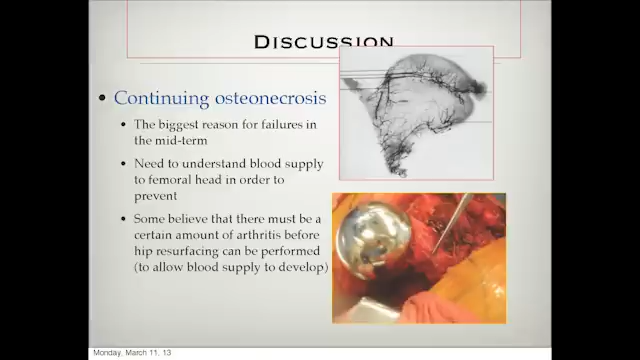 DISCUSSION
• Continuing osteonecrosis
• The biggest reason for failures in
the mid-term
• Need to understand blood supply
to femoral head in order to
prevent
• Some believe that there must be a
certain amount of arthritis before
hip resurfacing can be performed
(to allow blood supply to develop)
Monday, March 11, 13